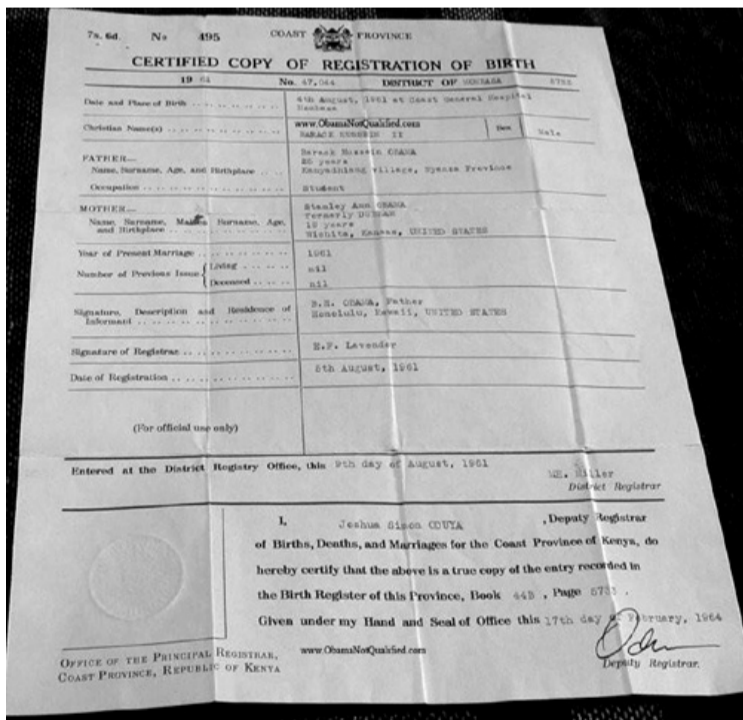 7s. 6d. No 495 COAST PROVINCE
CERTIFIED COPY OF REGISTRATION OF BIRTH
19 64 No. 47,044 DISTRICT OF MOMBASA 5733
Date and Place of Birth 4th August, 1961 at Coast General Hospital
Mombasa
www.ObamaNotQualified.com
Christian Name(s) BARACK HUSSEIN II Sex Male
Barack Hussein OBAMA
FATHER—
26 years
Name, Surname, Age, and Birthplace Kanyadhiang village, Nyanza Province
Occupation Student
MOTHER— Stanley Ann OBAMA
formerly DUNHAM
Name, Surname, Maiden Surname, Age, 18 years
and Birthplace Wichita, Kansas, UNITED STATES
Year of Present Marriage 1961
Number of Previous Issue { Living nil
Deceased nil
Signature, Description and Residence of B.H. OBAMA, Father
Informant Honolulu, Hawaii, UNITED STATES
Signature of Registrar E.F. Lavender
Date of Registration 5th August, 1961
(For official use only)
Entered at the District Registry Office, this 9th day of August, 1961
Miller
District Registrar
I, Joshua Simon ODUYA , Deputy Registrar
of Births, Deaths, and Marriages for the Coast Province of Kenya, do
hereby certify that the above is a true copy of the entry recorded in
the Birth Register of this Province, Book 44B , Page 5733 .
Given under my Hand and Seal of Office this 17th day of February, 1964
OFFICE OF THE PRINCIPAL REGISTRAR,
COAST PROVINCE, REPUBLIC OF KENYA
www.ObamaNotQualified.com
Deputy Registrar.